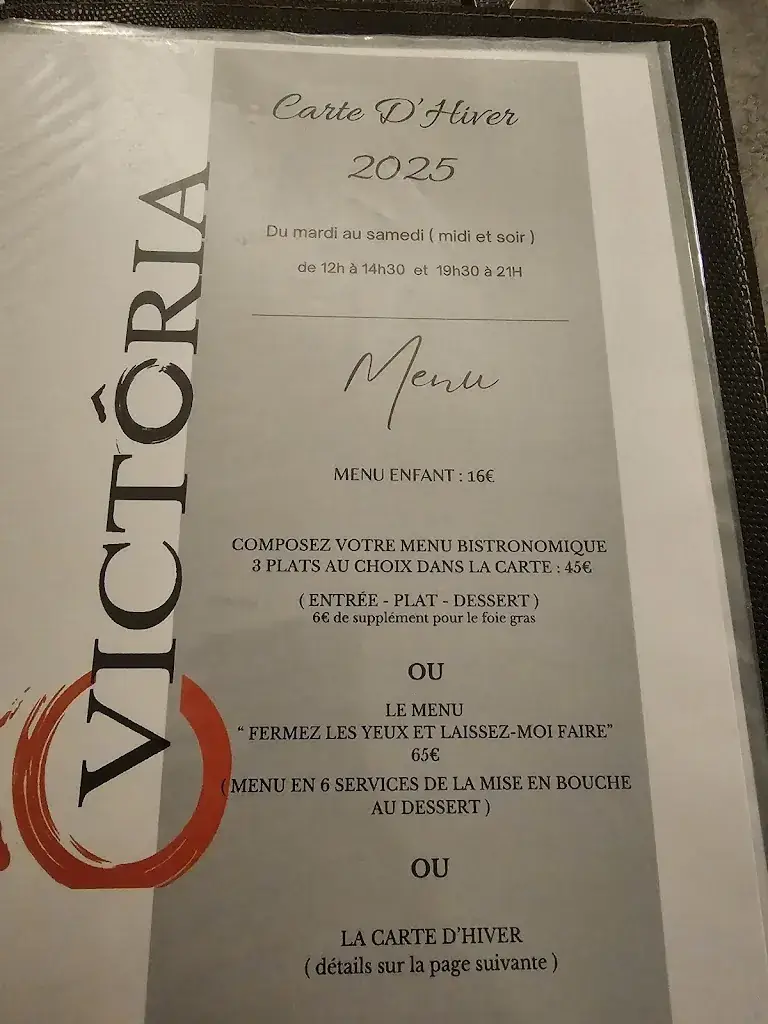 VICTÔRIA
Carte D'Hiver
2025
Du mardi au samedi ( midi et soir )
de 12h à 14h30 et 19h30 à 21H
Menu
MENU ENFANT : 16€
COMPOSEZ VOTRE MENU BISTRONOMIQUE
3 PLATS AU CHOIX DANS LA CARTE : 45€
( ENTRÉE - PLAT - DESSERT )
6€ de supplément pour le foie gras
OU
LE MENU
“ FERMEZ LES YEUX ET LAISSEZ-MOI FAIRE”
65€
( MENU EN 6 SERVICES DE LA MISE EN BOUCHE
AU DESSERT )
OU
LA CARTE D'HIVER
( détails sur la page suivante )